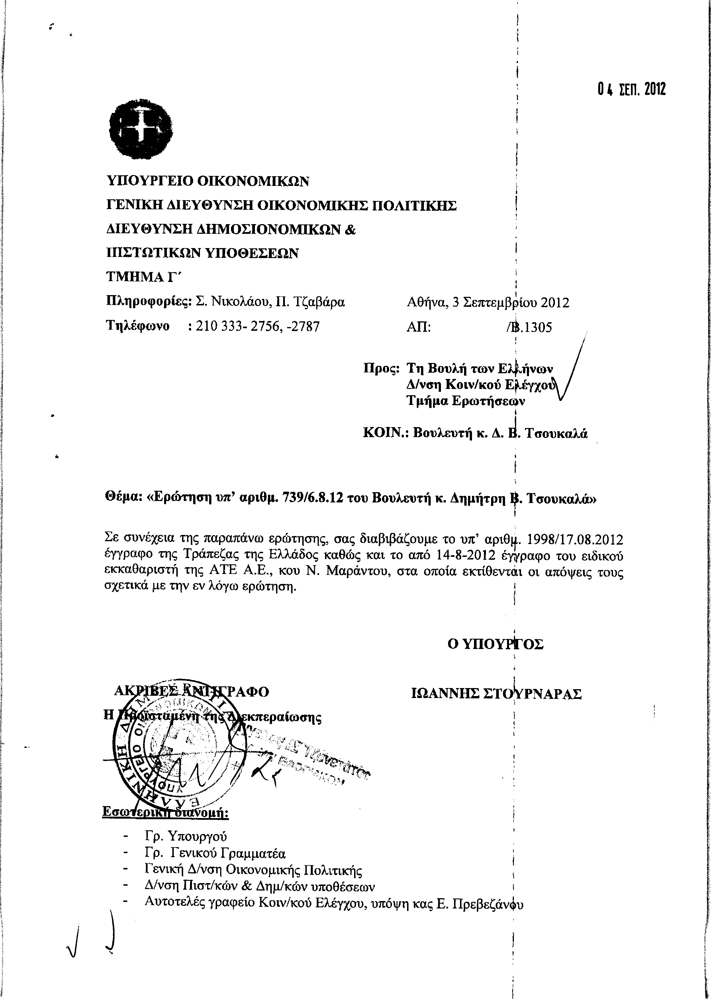 04 ΣΕΠ. 2012
ΥΠΟΥΡΓΕΙΟ ΟΙΚΟΝΟΜΙΚΩΝ
ΓΕΝΙΚΗ ΔΙΕΥΘΥΝΣΗ ΟΙΚΟΝΟΜΙΚΗΣ ΠΟΛΙΤΙΚΗΣ
ΔΙΕΥΘΥΝΣΗ ΔΗΜΟΣΙΟΝΟΜΙΚΩΝ &
ΠΙΣΤΩΤΙΚΩΝ ΥΠΟΘΕΣΕΩΝ
ΤΜΗΜΑ Γ΄
Πληροφορίες: Σ. Νικολάου, Π. Τζαβάρα
Αθήνα, 3 Σεπτεμβρίου 2012
Τηλέφωνο : 210 333- 2756, -2787
ΑΠ: /Β.1305
Προς: Τη Βουλή των Ελλήνων
Δ/νση Κοιν/κού Ελέγχου
Τμήμα Ερωτήσεων
ΚΟΙΝ.: Βουλευτή κ. Δ. Β. Τσουκαλά
Θέμα: «Ερώτηση υπ’ αριθμ. 739/6.8.12 του Βουλευτή κ. Δημήτρη Β. Τσουκαλά»
Σε συνέχεια της παραπάνω ερώτησης, σας διαβιβάζουμε το υπ’ αριθμ. 1998/17.08.2012
έγγραφο της Τράπεζας της Ελλάδος καθώς και το από 14-8-2012 έγγραφο του ειδικού
εκκαθαριστή της ΑΤΕ Α.Ε., κου Ν. Μαράντου, στα οποία εκτίθενται οι απόψεις τους
σχετικά με την εν λόγω ερώτηση.
Ο ΥΠΟΥΡΓΟΣ
ΙΩΑΝΝΗΣ ΣΤΟΥΡΝΑΡΑΣ
ΑΚΡΙΒΕΣ ΑΝΤΙΓΡΑΦΟ
Η Προϊσταμένη της Διεκπεραίωσης
ΕΛΛΗΝΙΚΗ ΔΗΜΟΚΡΑΤΙΑ
ΥΠΟΥΡΓΕΙΟ ΟΙΚΟΝΟΜΙΚΩΝ
Εσωτερική διανομή:
- Γρ. Υπουργού
- Γρ. Γενικού Γραμματέα
- Γενική Δ/νση Οικονομικής Πολιτικής
- Δ/νση Πιστ/κών & Δημ/κών υποθέσεων
- Αυτοτελές γραφείο Κοιν/κού Ελέγχου, υπόψη κας Ε. Πρεβεζάνου